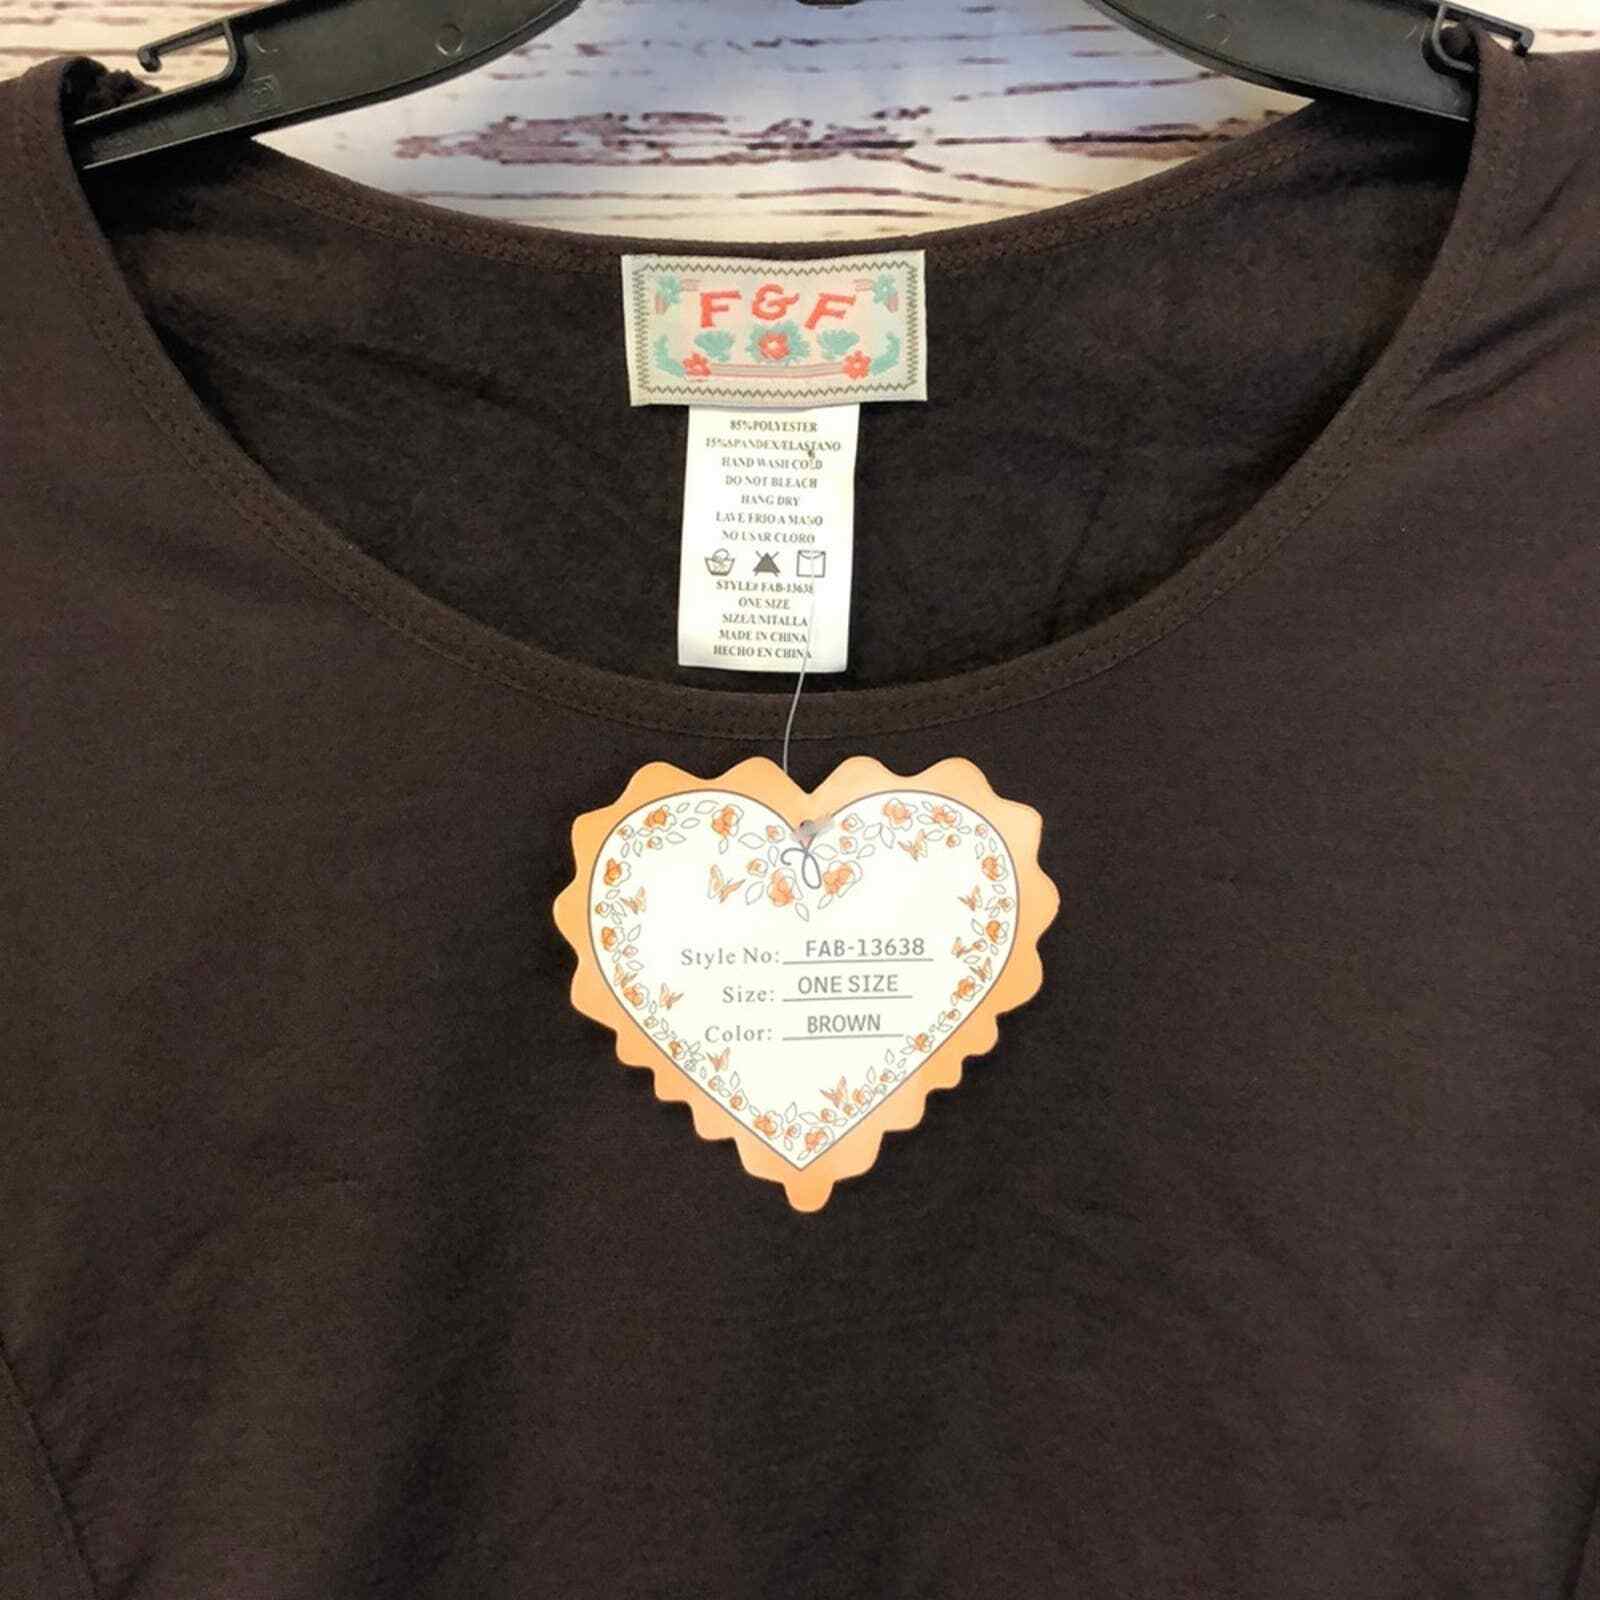 F & F
85%POLYESTER
15%SPANDEX/ELASTANO
HAND WASH COLD
DO NOT BLEACH
HANG DRY
LAVE FRIO A MANO
NO USAR CLORO
STYLE# FAB-13638
ONE SIZE
SIZE/UNITALLA
MADE IN CHINA
HECHO EN CHINA
Style No: FAB-13638
Size: ONE SIZE
Color: BROWN